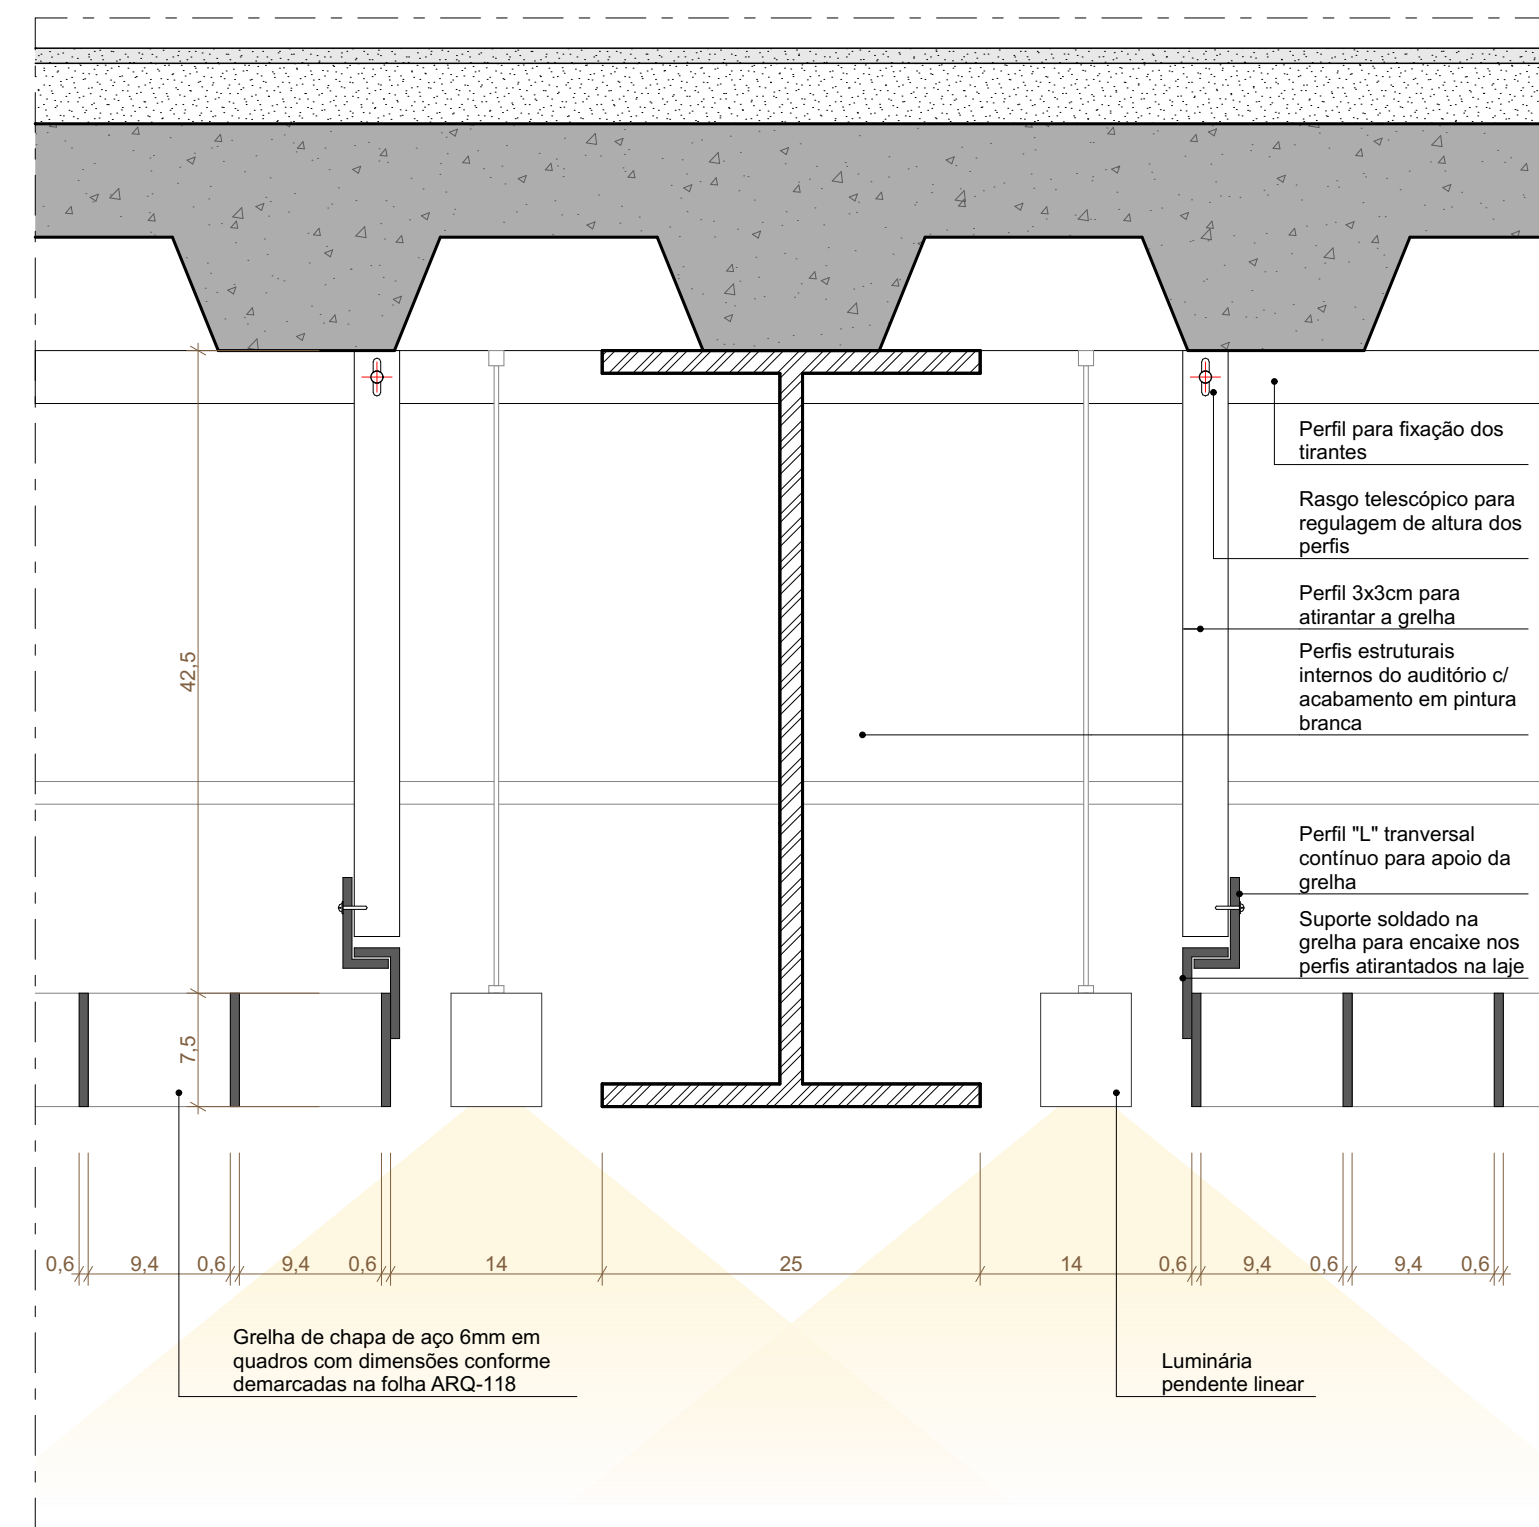 Perfil para fixação dos
tirantes
Rasgo telescópico para
regulagem de altura dos
perfis
Perfil 3x3cm para
atirantar a grelha
Perfis estruturais
internos do auditório c/
acabamento em pintura
branca
42,5
Perfil "L" tranversal
contínuo para apoio da
grelha
Suporte soldado na
grelha para encaixe nos
perfis atirantados na laje
7,5
0,6 9,4 0,6 9,4 0,6 14 25 14 0,6 9,4 0,6 9,4 0,6
Grelha de chapa de aço 6mm em
quadros com dimensões conforme
demarcadas na folha ARQ-118
Luminária
pendente linear